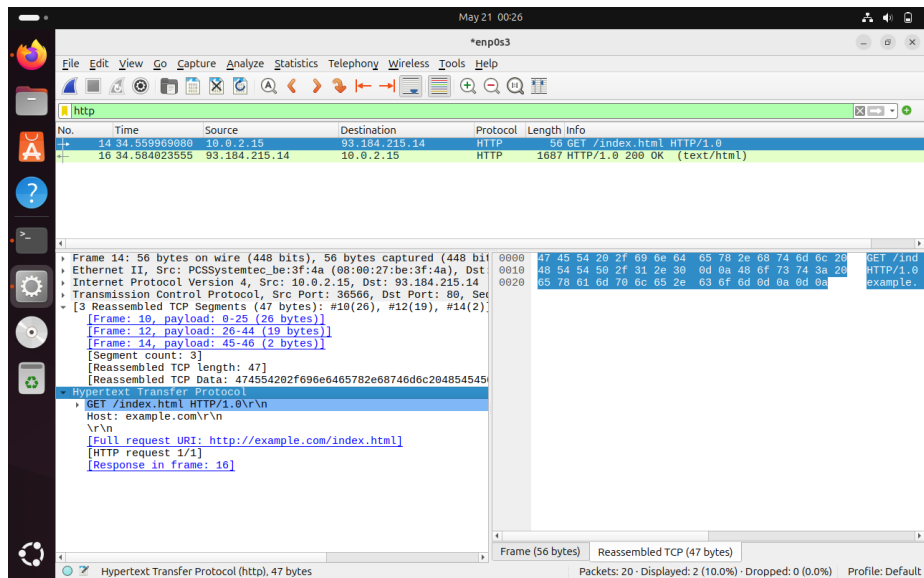 May 21 00:26
*enp0s3
File Edit View Go Capture Analyze Statistics Telephony Wireless Tools Help
http
No. Time Source Destination Protocol Length Info
14 34.559969080 10.0.2.15 93.184.215.14 HTTP 56 GET /index.html HTTP/1.0
16 34.584023555 93.184.215.14 10.0.2.15 HTTP 1687 HTTP/1.0 200 OK (text/html)
Frame 14: 56 bytes on wire (448 bits), 56 bytes captured (448 bit
Ethernet II, Src: PCSSystemtec_be:3f:4a (08:00:27:be:3f:4a), Dst:
Internet Protocol Version 4, Src: 10.0.2.15, Dst: 93.184.215.14
Transmission Control Protocol, Src Port: 36566, Dst Port: 80, Seq
[3 Reassembled TCP Segments (47 bytes): #10(26), #12(19), #14(2)]
[Frame: 10, payload: 0-25 (26 bytes)]
[Frame: 12, payload: 26-44 (19 bytes)]
[Frame: 14, payload: 45-46 (2 bytes)]
[Segment count: 3]
[Reassembled TCP length: 47]
[Reassembled TCP Data: 474554202f696e6465782e68746d6c204854545
Hypertext Transfer Protocol
GET /index.html HTTP/1.0\r\n
Host: example.com\r\n
\r\n
[Full request URI: http://example.com/index.html]
[HTTP request 1/1]
[Response in frame: 16]
0000 47 45 54 20 2f 69 6e 64 65 78 2e 68 74 6d 6c 20 GET /ind
0010 48 54 54 50 2f 31 2e 30 0d 0a 48 6f 73 74 3a 20 HTTP/1.0
0020 65 78 61 6d 70 6c 65 2e 63 6f 6d 0d 0a 0d 0a example.
Frame (56 bytes) Reassembled TCP (47 bytes)
Hypertext Transfer Protocol (http), 47 bytes Packets: 20 · Displayed: 2 (10.0%) · Dropped: 0 (0.0%) Profile: Default